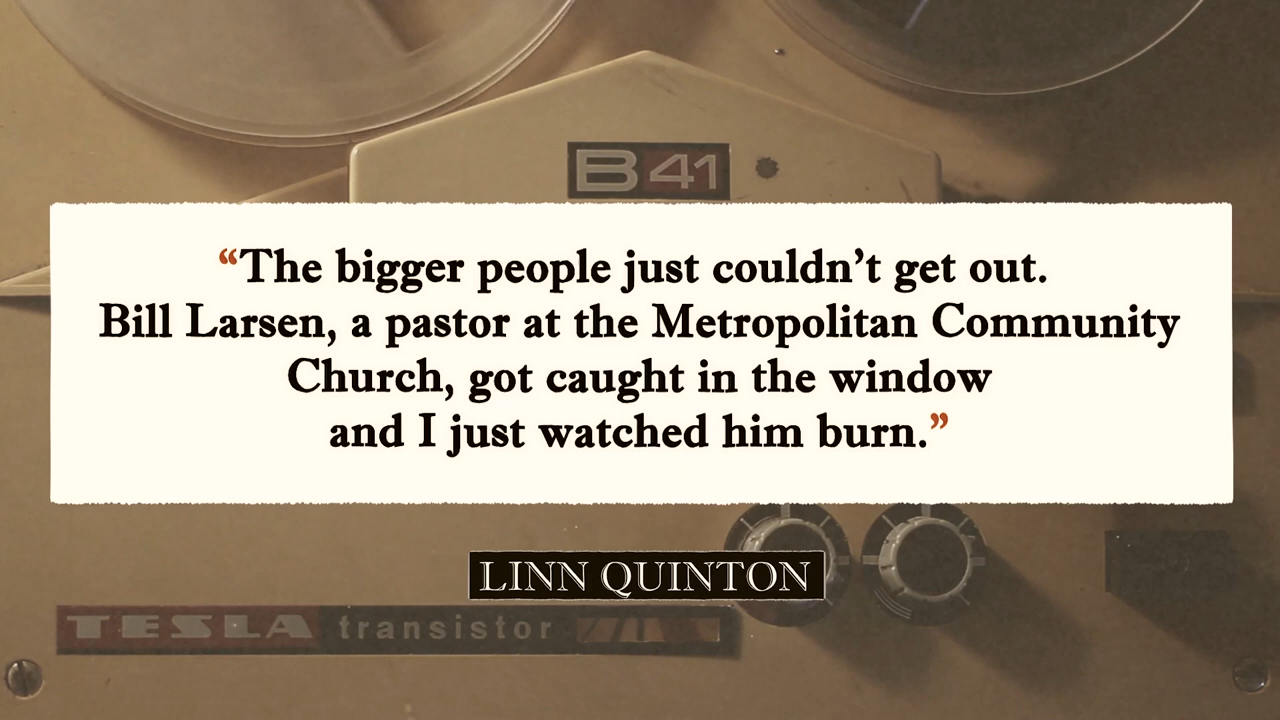 B 41
“The bigger people just couldn’t get out.
Bill Larsen, a pastor at the Metropolitan Community
Church, got caught in the window
and I just watched him burn.”
LINN QUINTON
TESLA transistor